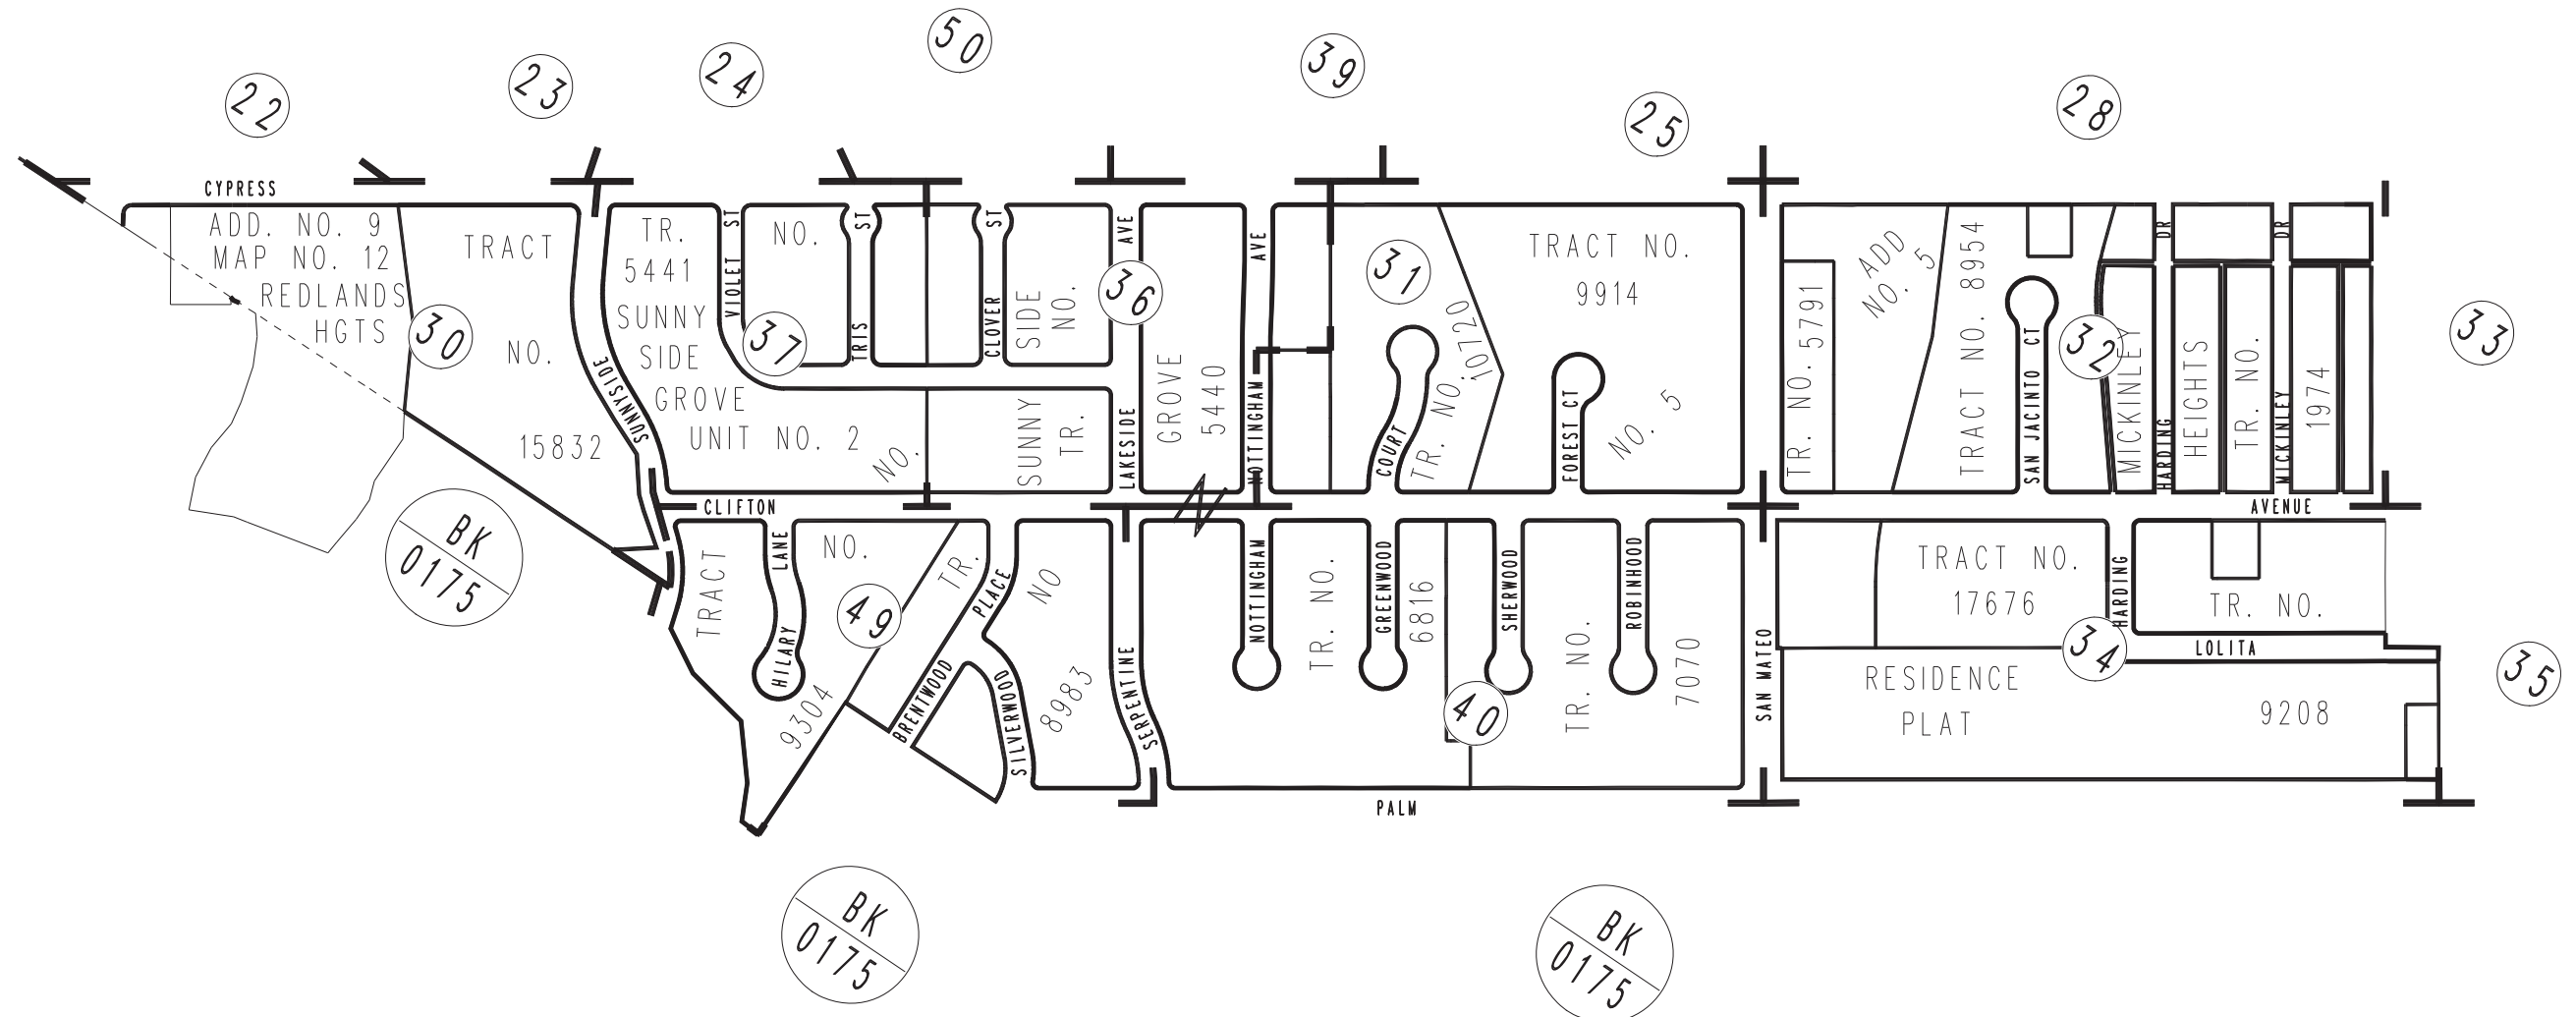 50
39
24
23
22
25
28
CYPRESS
ADD. NO. 9
MAP NO. 12
REDLANDS
HGTS
30
TRACT
NO.
15832
SUNNYSIDE
TR.
5441
SUNNY
SIDE
GROVE
UNIT NO. 2
NO.
VIOLET ST
NO.
37
TRIS ST
CLOVER ST
SIDE
NO.
SUNNY
TR.
36
LAKESIDE AVE
GROVE
5440
NOTTINGHAM AVE
31
COURT
TR. NO. 10720
TRACT NO.
9914
FOREST CT
NO. 5
TR. NO. 5791
ADD
NO. 5
TRACT NO. 8954
SAN JACINTO CT
32
MICKINLEY
HARDING DR
HEIGHTS
TR. NO.
MICKINLEY DR
1974
33
CLIFTON
AVENUE
BK
0175
TRACT
HILARY LANE
NO.
49
9304
TR.
BRENTWOOD PLACE
SILVERWOOD
NO
8983
SERPENTINE
NOTTINGHAM
TR. NO.
GREENWOOD
6816
40
SHERWOOD
TR. NO.
ROBINHOOD
7070
SAN MATEO
TRACT NO.
17676
HARDING
TR. NO.
34
LOLITA
RESIDENCE
PLAT
9208
35
PALM
BK
0175
BK
0175